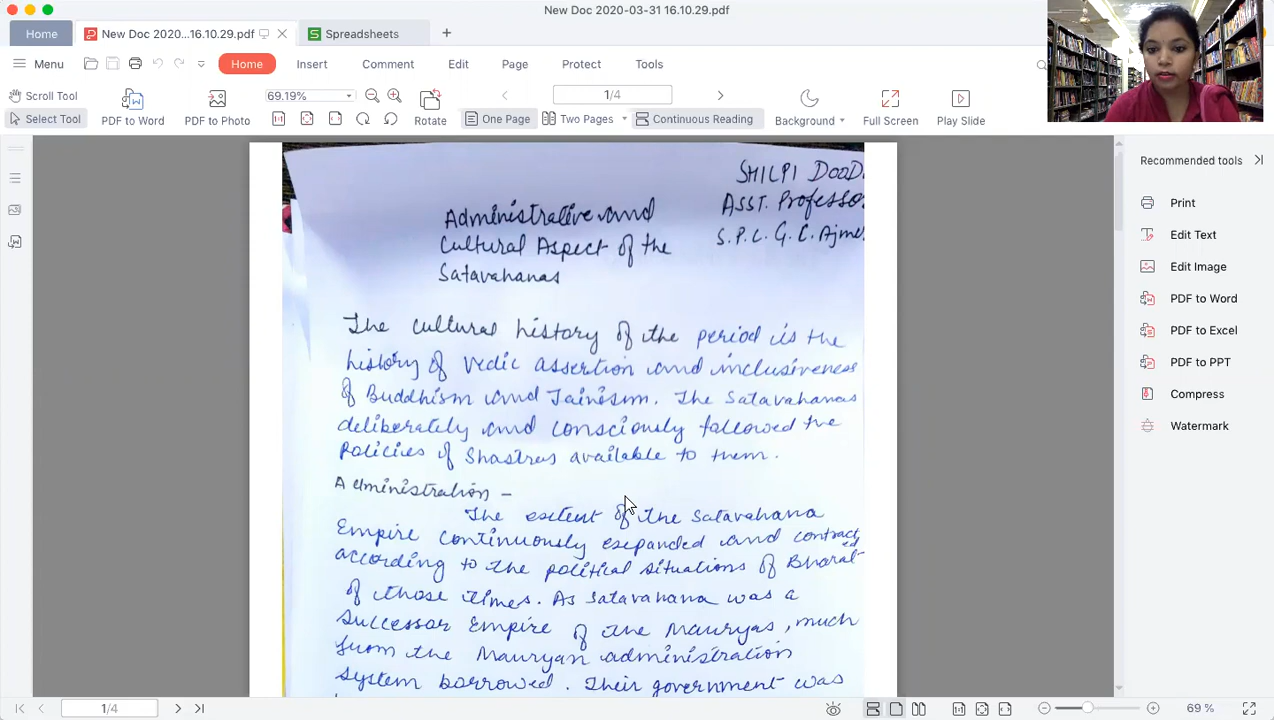 New Doc 2020-03-31 16.10.29.pdf
Home
New Doc 2020...16.10.29.pdf
Spreadsheets
Menu
Home Insert Comment Edit Page Protect Tools
Scroll Tool
Select Tool
PDF to Word
PDF to Photo
69.19%
Rotate
1/4
One Page
Two Pages
Continuous Reading
Background
Full Screen
Play Slide
SHILPI DOOD
ASST. Professo
S.P.C. G.C. Ajme
Administrative and
Cultural Aspect of the
Satavahanas
The cultural history of the period is the
history of Vedic assertion and inclusiveness
of Buddhism and Jainism. The Satavahanas
deliberately and consciously followed the
Policies of Shastras available to them.
Administration -
The extent of the Satavahana
Empire continuously expanded and contracted
according to the political situations of Bharat
of those times. As Satavahana was a
Successor Empire of the Mauryas, much
from the Mauryan administration
system borrowed. Their government was
Recommended tools
Print
Edit Text
Edit Image
PDF to Word
PDF to Excel
PDF to PPT
Compress
Watermark
1/4
69 %